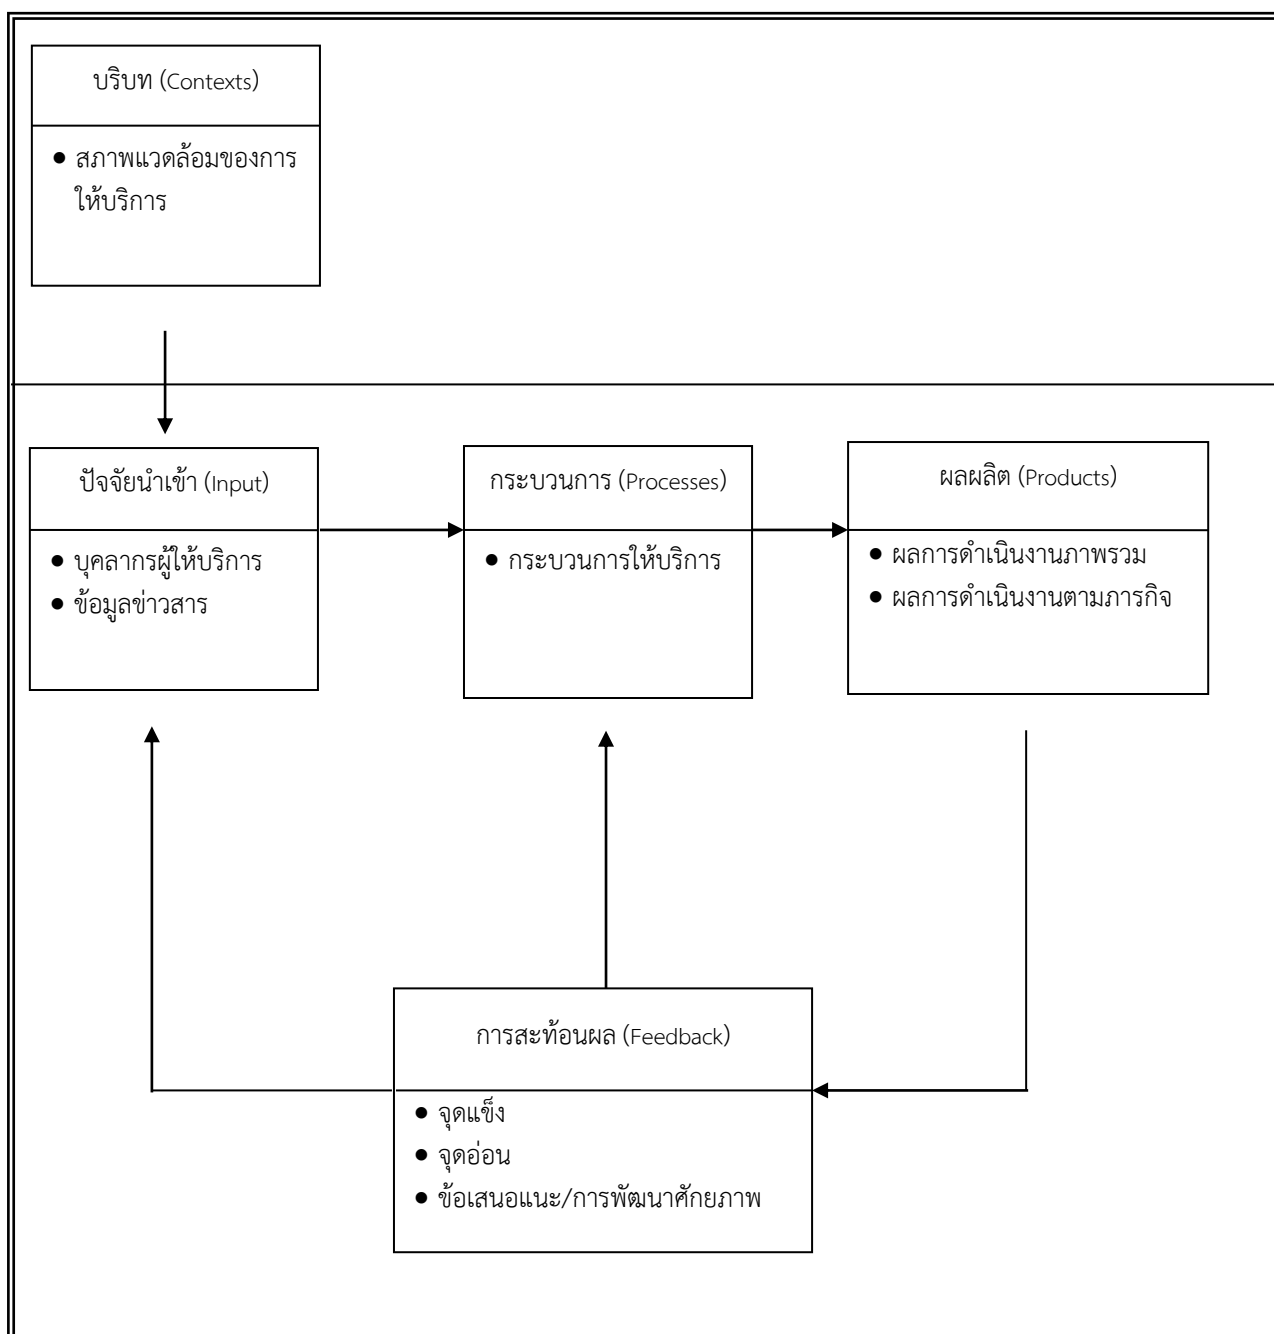 บริบท (Contexts)
● สภาพแวดล้อมของการ
ให้บริการ
ปัจจัยนำเข้า (Input)
● บุคลากรผู้ให้บริการ
● ข้อมูลข่าวสาร
กระบวนการ (Processes)
● กระบวนการให้บริการ
ผลผลิต (Products)
● ผลการดำเนินงานภาพรวม
● ผลการดำเนินงานตามภารกิจ
การสะท้อนผล (Feedback)
● จุดแข็ง
● จุดอ่อน
● ข้อเสนอแนะ/การพัฒนาศักยภาพ